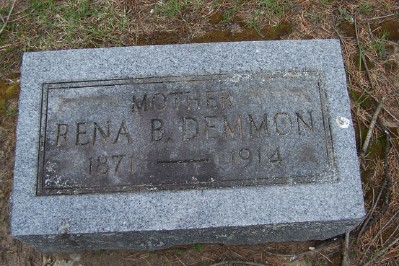 MOTHER
RENA B. DEMMON
1871 — 1914